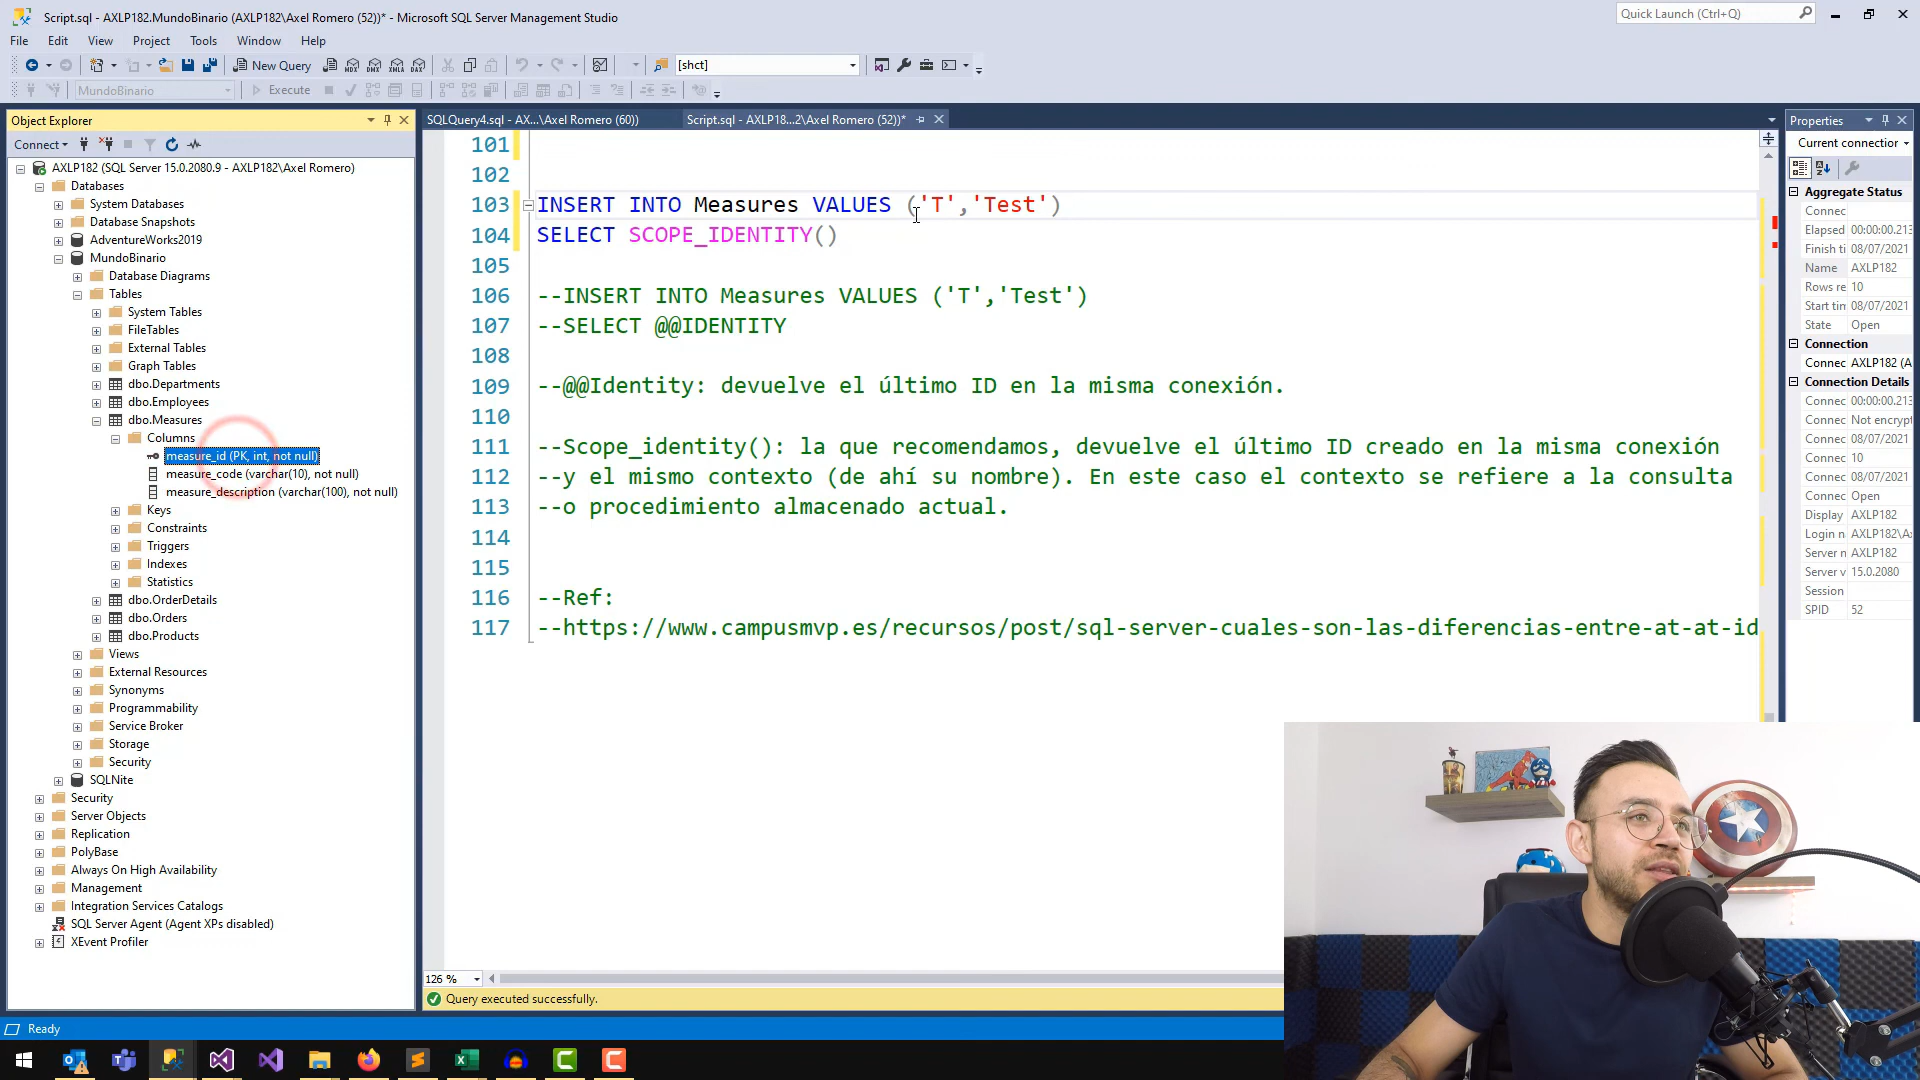 Script.sql - AXLP182.MundoBinario (AXLP182\Axel Romero (52))* - Microsoft SQL Server Management Studio
Quick Launch (Ctrl+Q)
File Edit View Project Tools Window Help
New Query
[shct]
MundoBinario
Execute
Object Explorer
SQLQuery4.sql - AX...\Axel Romero (60))
Script.sql - AXLP18...2\Axel Romero (52))*
Connect
AXLP182 (SQL Server 15.0.2080.9 - AXLP182\Axel Romero)
Databases
System Databases
Database Snapshots
AdventureWorks2019
MundoBinario
Database Diagrams
Tables
System Tables
FileTables
External Tables
Graph Tables
dbo.Departments
dbo.Employees
dbo.Measures
Columns
measure_id (PK, int, not null)
measure_code (varchar(10), not null)
measure_description (varchar(100), not null)
Keys
Constraints
Triggers
Indexes
Statistics
dbo.OrderDetails
dbo.Orders
dbo.Products
Views
External Resources
Synonyms
Programmability
Service Broker
Storage
Security
SQLNite
Security
Server Objects
Replication
PolyBase
Always On High Availability
Management
Integration Services Catalogs
SQL Server Agent (Agent XPs disabled)
XEvent Profiler
101
102
103 INSERT INTO Measures VALUES ('T','Test')
104 SELECT SCOPE_IDENTITY()
105
106 --INSERT INTO Measures VALUES ('T','Test')
107 --SELECT @@IDENTITY
108
109 --@@Identity: devuelve el último ID en la misma conexión.
110
111 --Scope_identity(): la que recomendamos, devuelve el último ID creado en la misma conexión
112 --y el mismo contexto (de ahí su nombre). En este caso el contexto se refiere a la consulta
113 --o procedimiento almacenado actual.
114
115
116 --Ref:
117 --https://www.campusmvp.es/recursos/post/sql-server-cuales-son-las-diferencias-entre-at-at-id
126 %
Query executed successfully.
Ready
Properties
Current connection
Aggregate Status
Connec
Elapsed 00:00:00.213
Finish ti 08/07/2021
Name AXLP182
Rows re 10
Start tim 08/07/2021
State Open
Connection
Connec AXLP182 (A
Connection Details
Connec 00:00:00.213
Connec Not encrypt
Connec 08/07/2021
Connec 10
Connec 08/07/2021
Connec Open
Display AXLP182
Login n AXLP182\A
Server n AXLP182
Server v 15.0.2080
Session
SPID 52